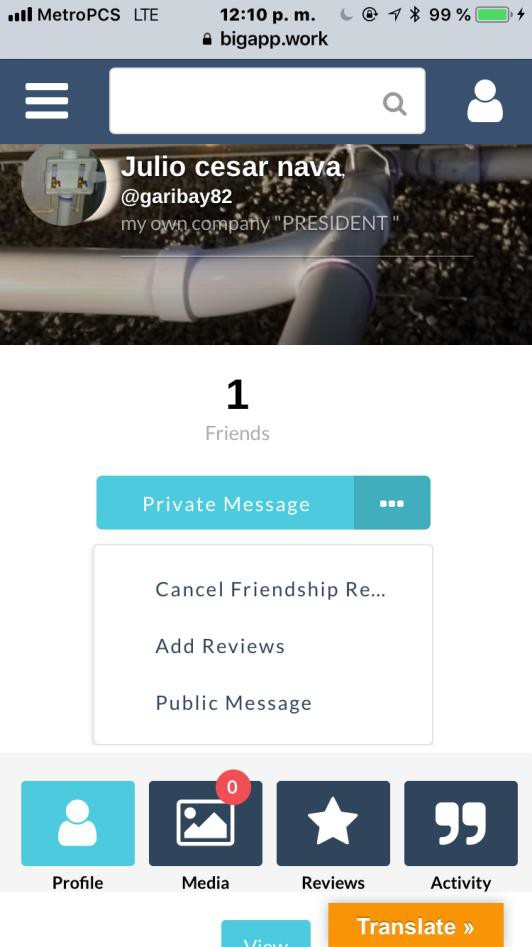 MetroPCS LTE 12:10 p. m. 99 %
bigapp.work
Julio cesar nava
@garibay82
my own company "PRESIDENT "
1
Friends
Private Message
Cancel Friendship Re...
Add Reviews
Public Message
0
Profile Media Reviews Activity
View
Translate »